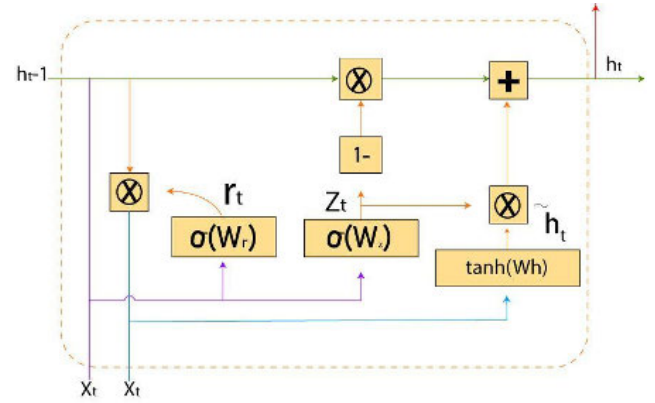 hₜ-1
hₜ
1-
rₜ
Zₜ
σ(Wᵣ)
σ(W𝓏)
~hₜ
tanh(Wh)
Xₜ
Xₜ